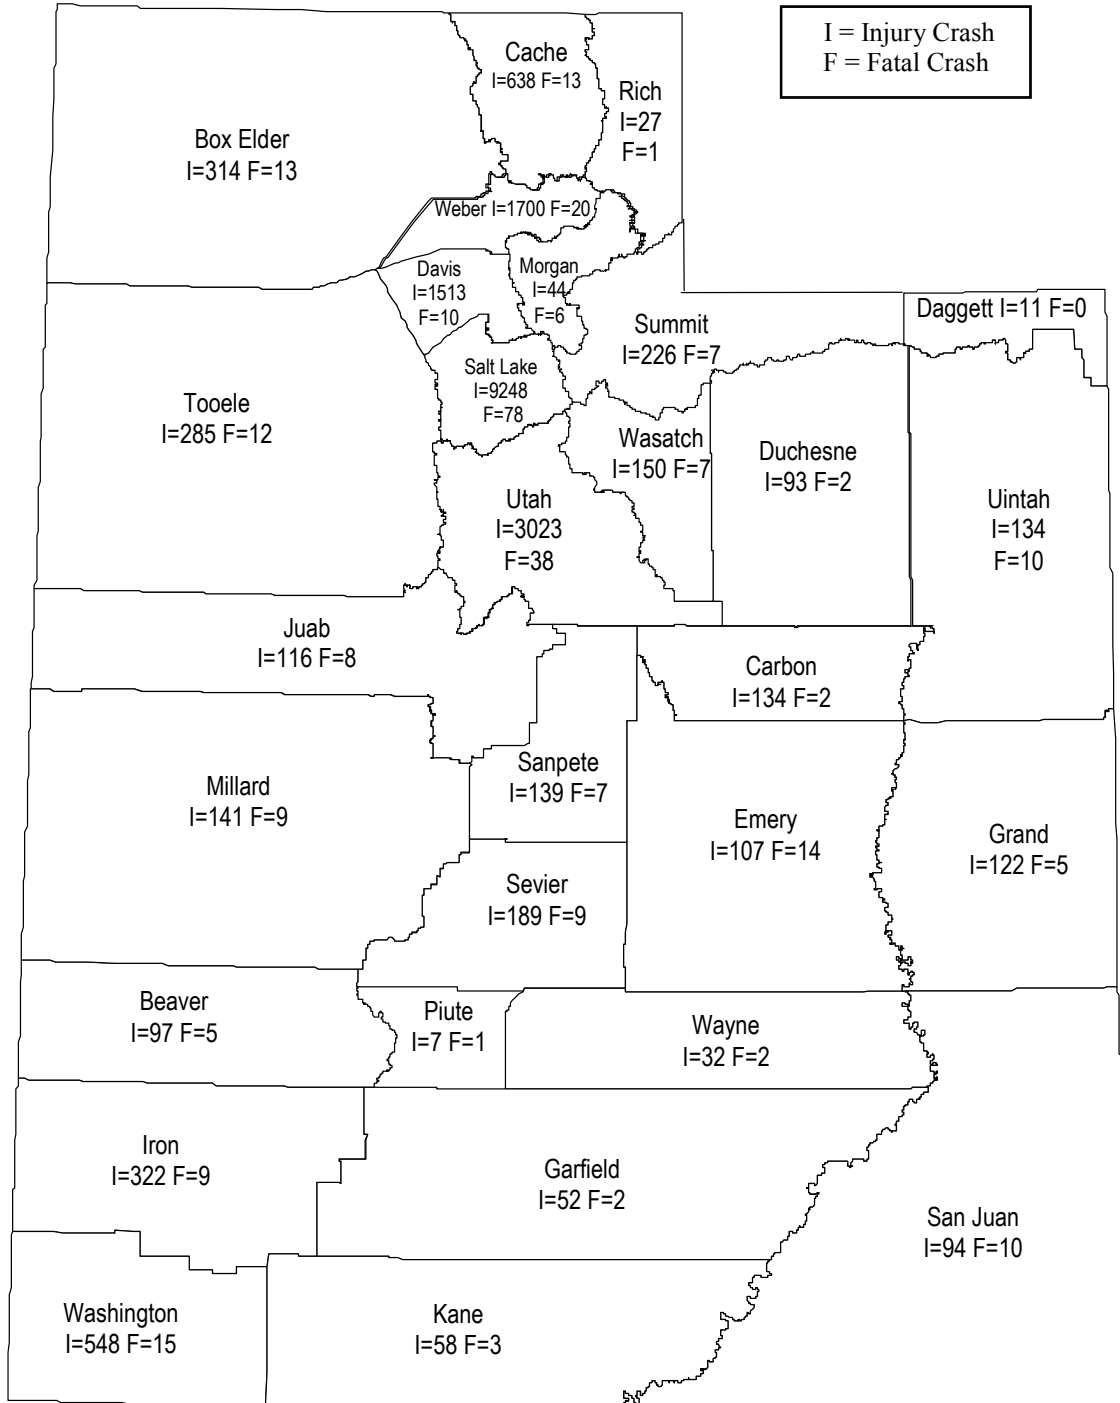 I = Injury Crash
F = Fatal Crash
Cache
I=638 F=13
Rich
I=27
F=1
Box Elder
I=314 F=13
Weber I=1700 F=20
Davis
I=1513
F=10
Morgan
I=44
F=6
Summit
I=226 F=7
Daggett I=11 F=0
Salt Lake
I=9248
F=78
Tooele
I=285 F=12
Wasatch
I=150 F=7
Duchesne
I=93 F=2
Utah
I=3023
F=38
Uintah
I=134
F=10
Juab
I=116 F=8
Carbon
I=134 F=2
Sanpete
I=139 F=7
Millard
I=141 F=9
Emery
I=107 F=14
Grand
I=122 F=5
Sevier
I=189 F=9
Beaver
I=97 F=5
Piute
I=7 F=1
Wayne
I=32 F=2
Iron
I=322 F=9
Garfield
I=52 F=2
San Juan
I=94 F=10
Washington
I=548 F=15
Kane
I=58 F=3